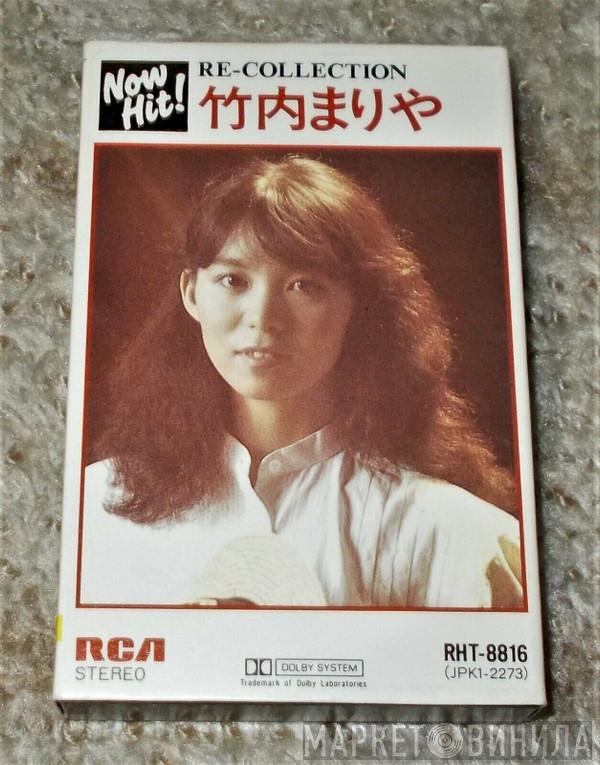 Now
Hit!
RE-COLLECTION
竹内まりや
RCA
STEREO
DOLBY SYSTEM
Trademark of Dolby Laboratories
RHT-8816
(JPK1-2273)
МАРКЕТ ВИНИЛА